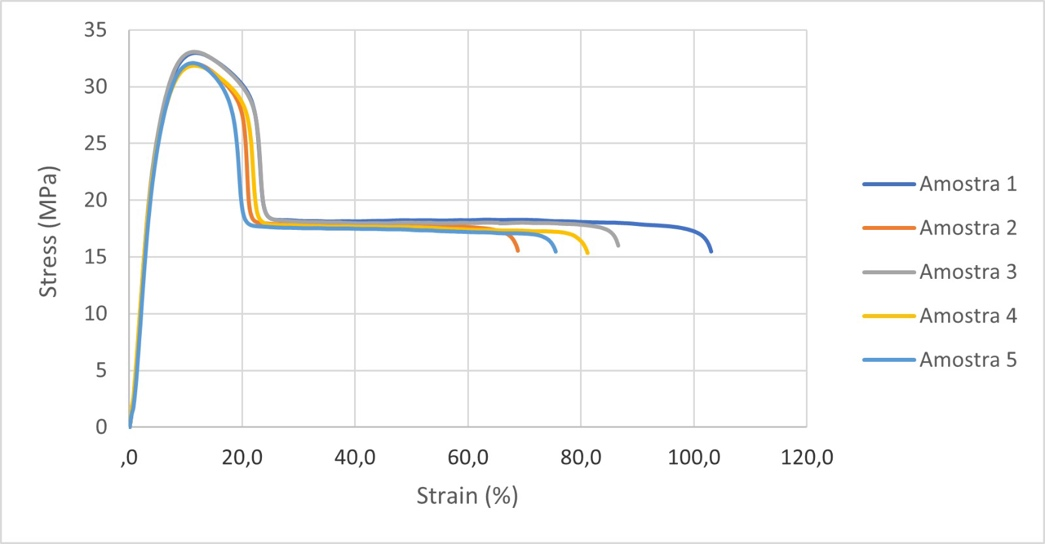 35
30
25
20
15
10
5
0
Stress (MPa)
,0 20,0 40,0 60,0 80,0 100,0 120,0
Strain (%)
Amostra 1
Amostra 2
Amostra 3
Amostra 4
Amostra 5